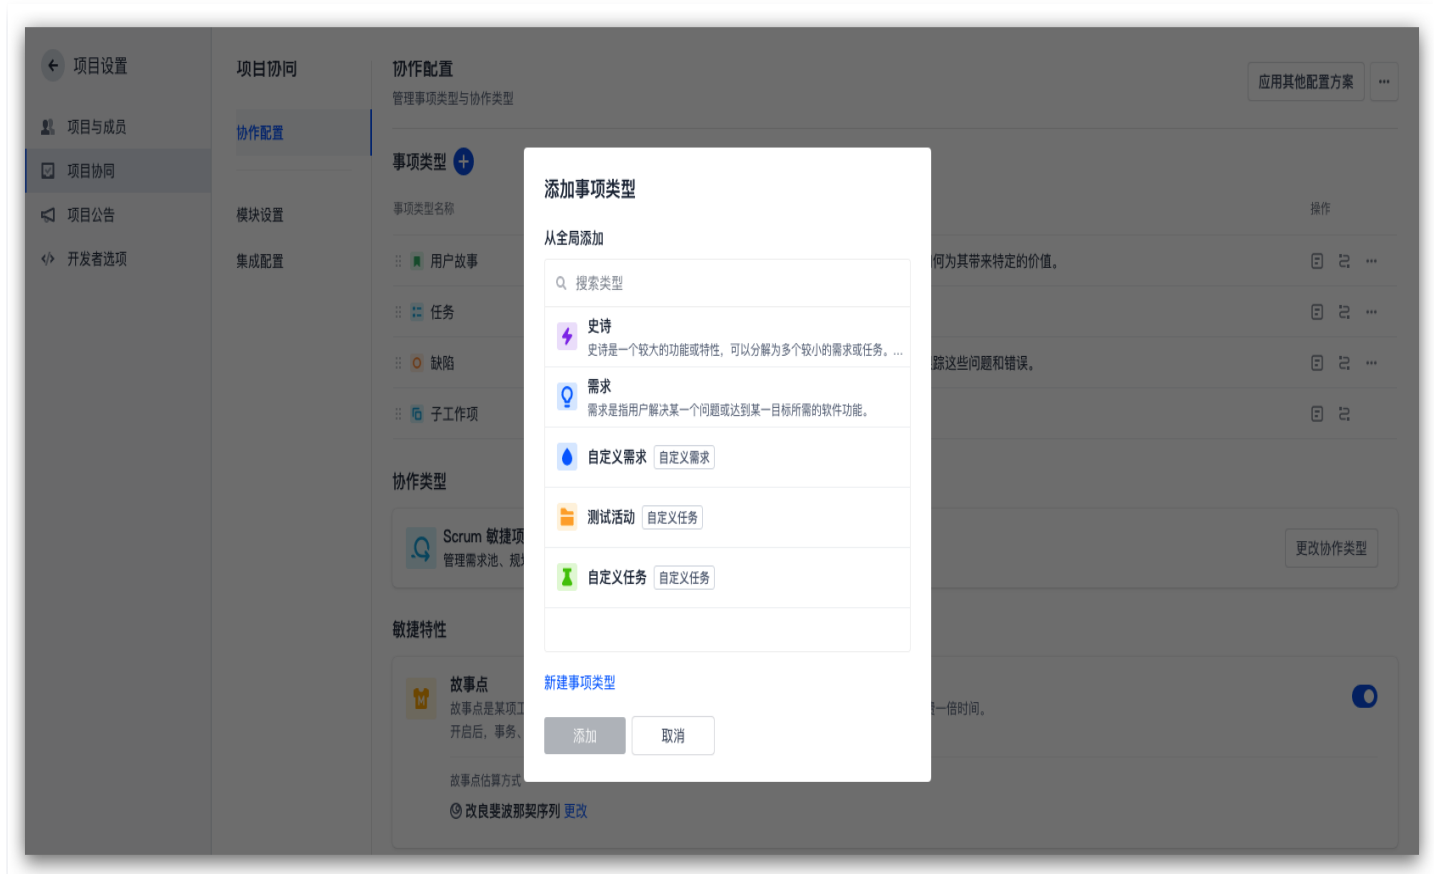 项目设置
项目与成员
项目协同
项目公告
开发者选项
项目协同
协作配置
模块设置
集成配置
协作配置
管理事项类型与协作类型
应用其他配置方案
事项类型
事项类型名称
操作
用户故事
何为其带来特定的价值。
任务
缺陷
踪这些问题和错误。
子工作项
协作类型
Scrum 敏捷项
管理需求池、规
更改协作类型
敏捷特性
故事点
故事点是某项工
一倍时间。
开启后，事务、
故事点估算方式
改良斐波那契序列 更改
添加事项类型
从全局添加
搜索类型
史诗
史诗是一个较大的功能或特性，可以分解为多个较小的需求或任务。...
需求
需求是指用户解决某一个问题或达到某一目标所需的软件功能。
自定义需求 自定义需求
测试活动 自定义任务
自定义任务 自定义任务
新建事项类型
添加
取消